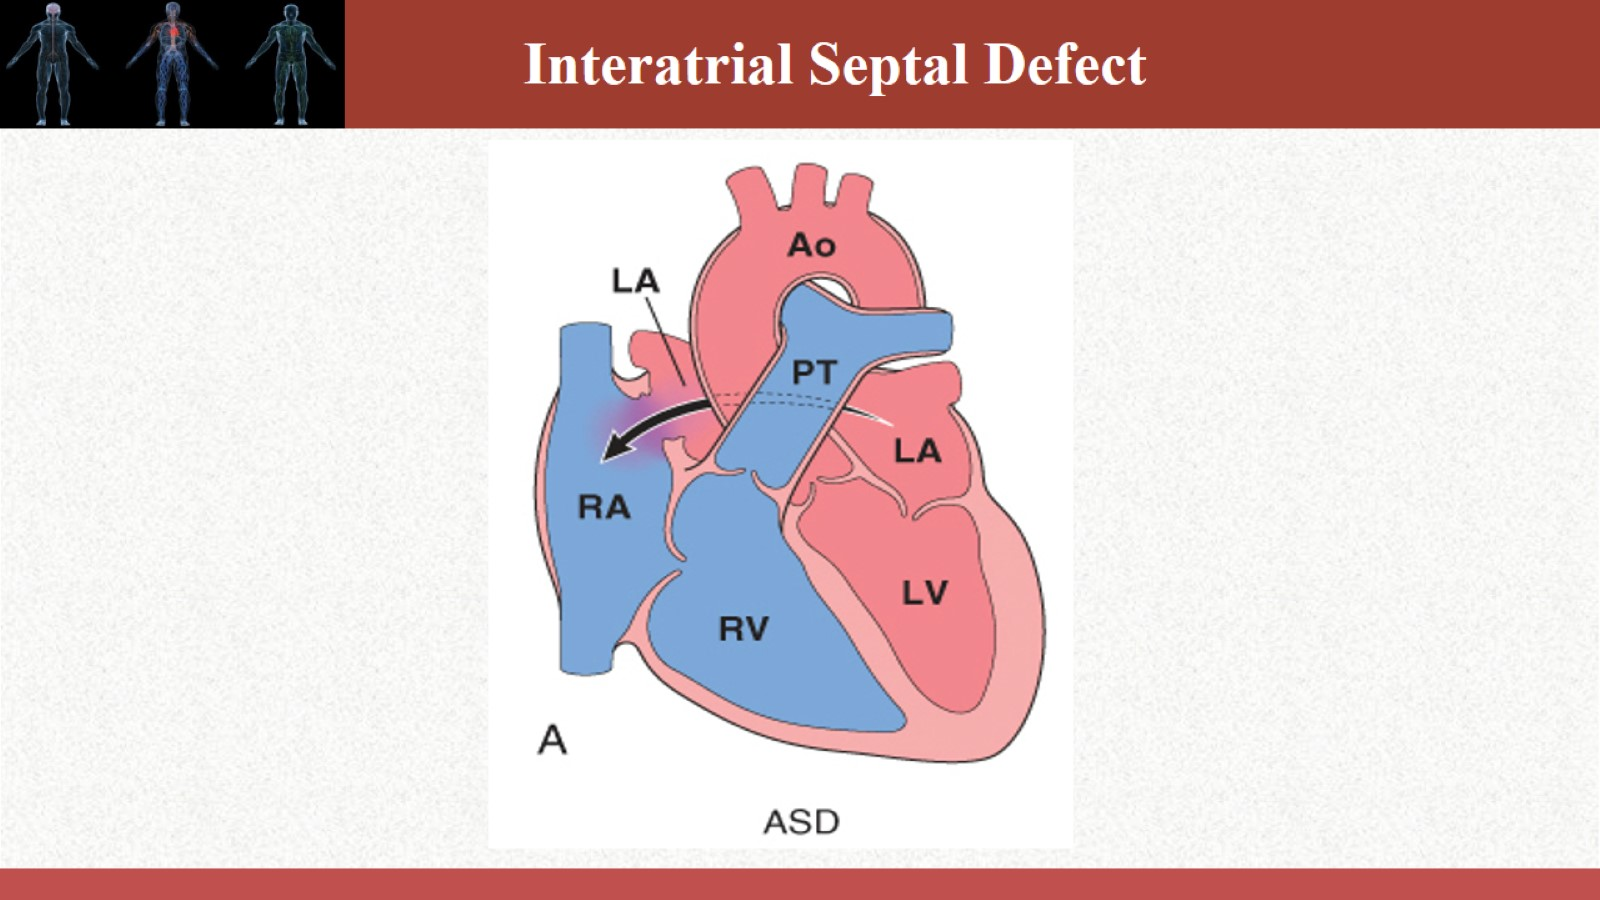 Interatrial Septal Defect
Ao
LA
PT
LA
RA
LV
RV
A
ASD